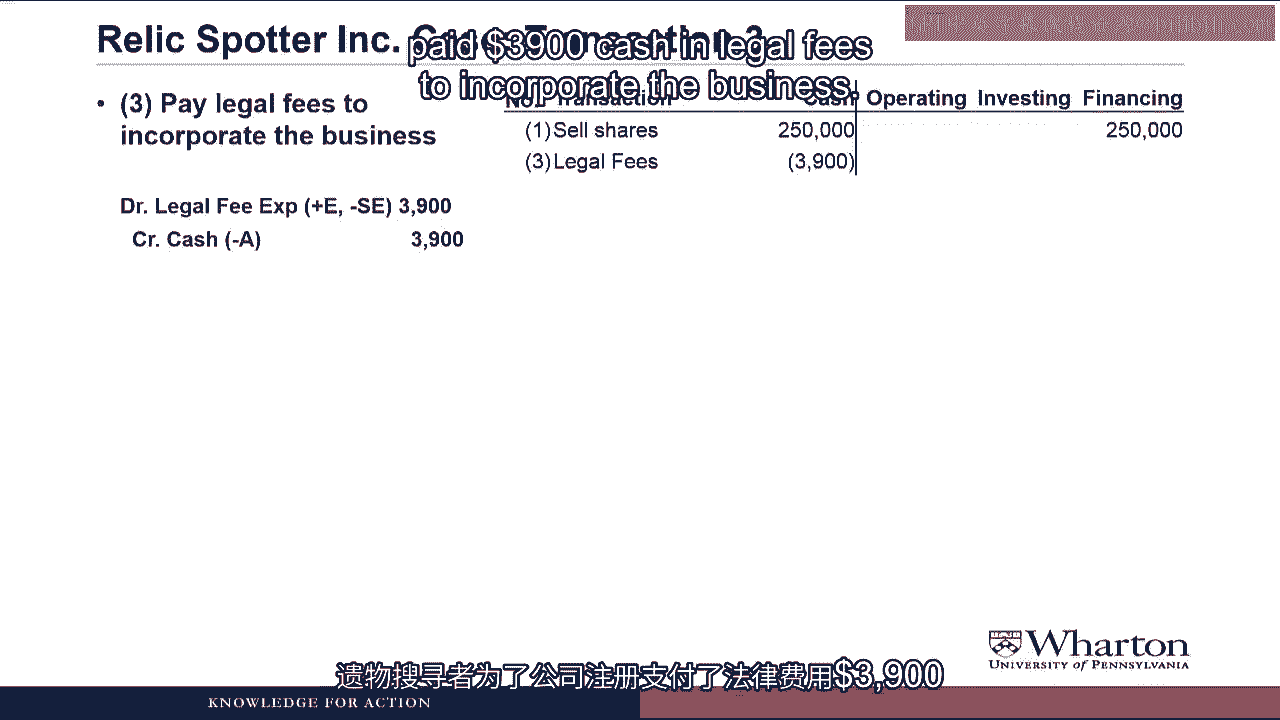 Relic Spotter Inc.
paid $3900 cash in legal fees
to incorporate the business.
• (3) Pay legal fees to
incorporate the business
Dr. Legal Fee Exp (+E, -SE) 3,900
Cr. Cash (-A) 3,900
No. Transaction Cash Operating Investing Financing
(1) Sell shares 250,000 250,000
(3) Legal Fees (3,900)
Wharton
UNIVERSITY of PENNSYLVANIA
遗物搜寻者为了公司注册支付了法律费用$3,900
KNOWLEDGE FOR ACTION